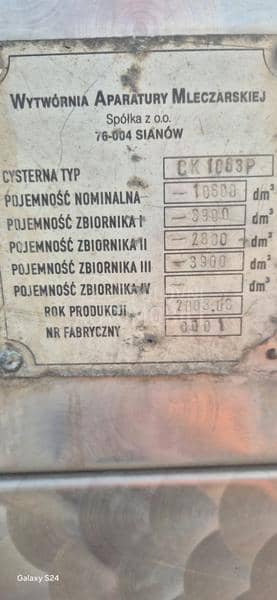 WYTWÓRNIA APARATURY MLECZARSKIEJ
Spółka z o.o.
76-004 SIANÓW
CYSTERNA TYP CK 1063P
POJEMNOŚĆ NOMINALNA -10600 dm³
POJEMNOŚĆ ZBIORNIKA I -3900 dm³
POJEMNOŚĆ ZBIORNIKA II -2800 dm³
POJEMNOŚĆ ZBIORNIKA III -3900 dm³
POJEMNOŚĆ ZBIORNIKA IV - dm³
ROK PRODUKCJI 2003.06
NR FABRYCZNY 0001
Galaxy S24